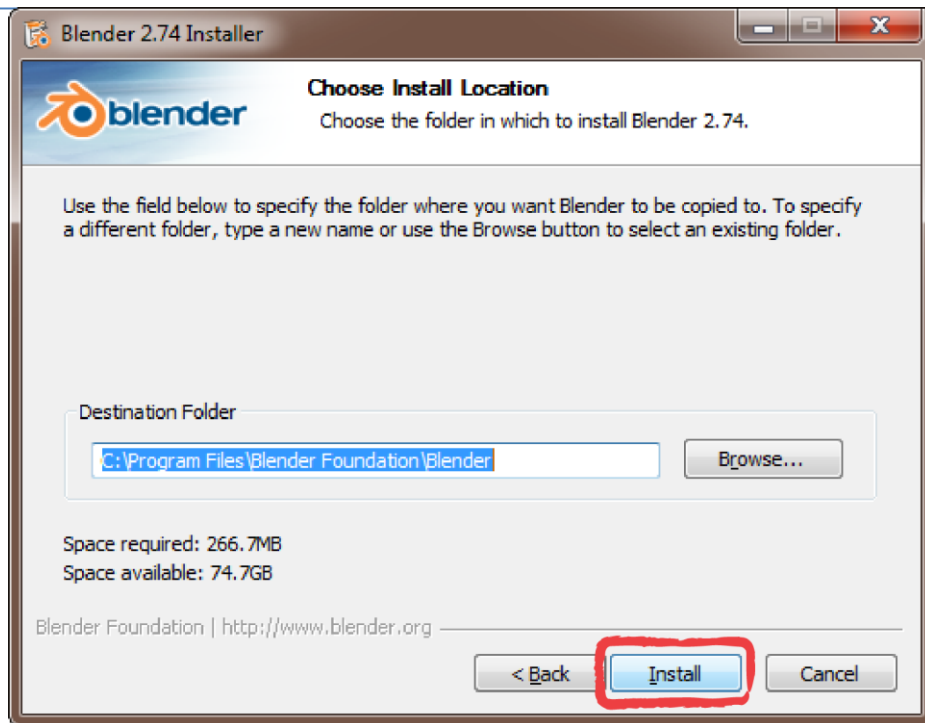 Blender 2.74 Installer
blender
Choose Install Location
Choose the folder in which to install Blender 2.74.
Use the field below to specify the folder where you want Blender to be copied to. To specify
a different folder, type a new name or use the Browse button to select an existing folder.
Destination Folder
C:\Program Files\Blender Foundation\Blender
Browse...
Space required: 266.7MB
Space available: 74.7GB
Blender Foundation | http://www.blender.org
< Back
Install
Cancel